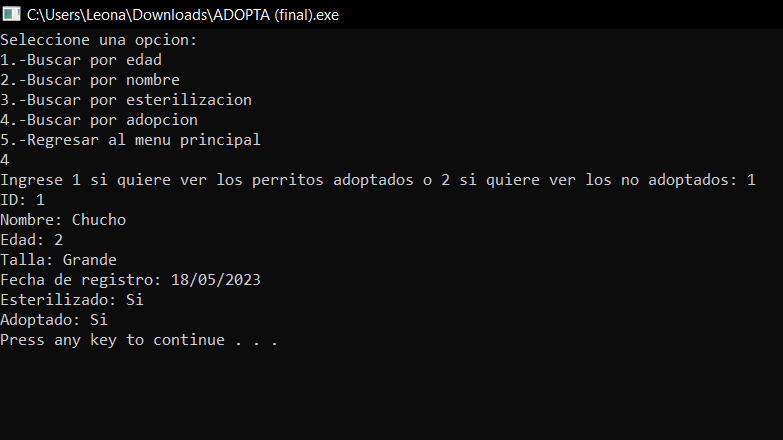 C:\Users\Leona\Downloads\ADOPTA (final).exe
Seleccione una opcion:
1.-Buscar por edad
2.-Buscar por nombre
3.-Buscar por esterilizacion
4.-Buscar por adopcion
5.-Regresar al menu principal
4
Ingrese 1 si quiere ver los perritos adoptados o 2 si quiere ver los no adoptados: 1
ID: 1
Nombre: Chucho
Edad: 2
Talla: Grande
Fecha de registro: 18/05/2023
Esterilizado: Si
Adoptado: Si
Press any key to continue . . .